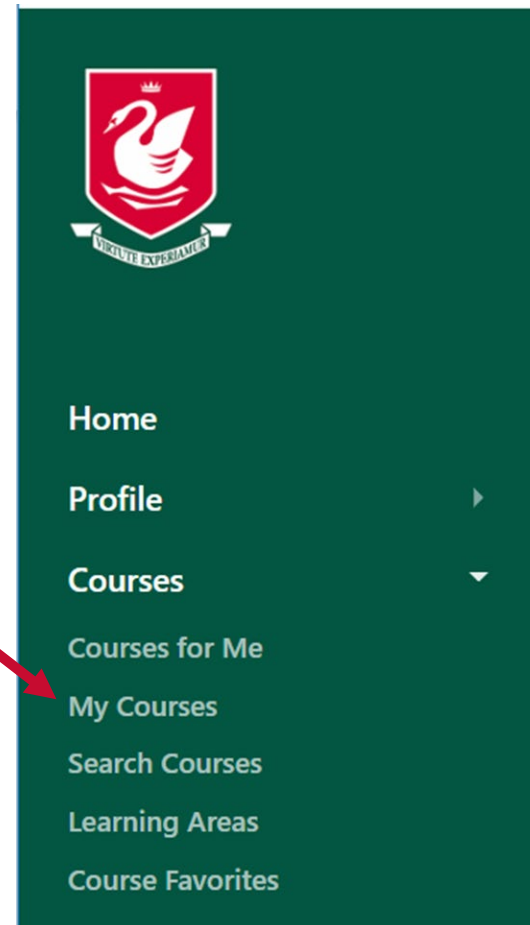 VIRTUTE EXPERIAMUR
Home
Profile
Courses
Courses for Me
My Courses
Search Courses
Learning Areas
Course Favorites